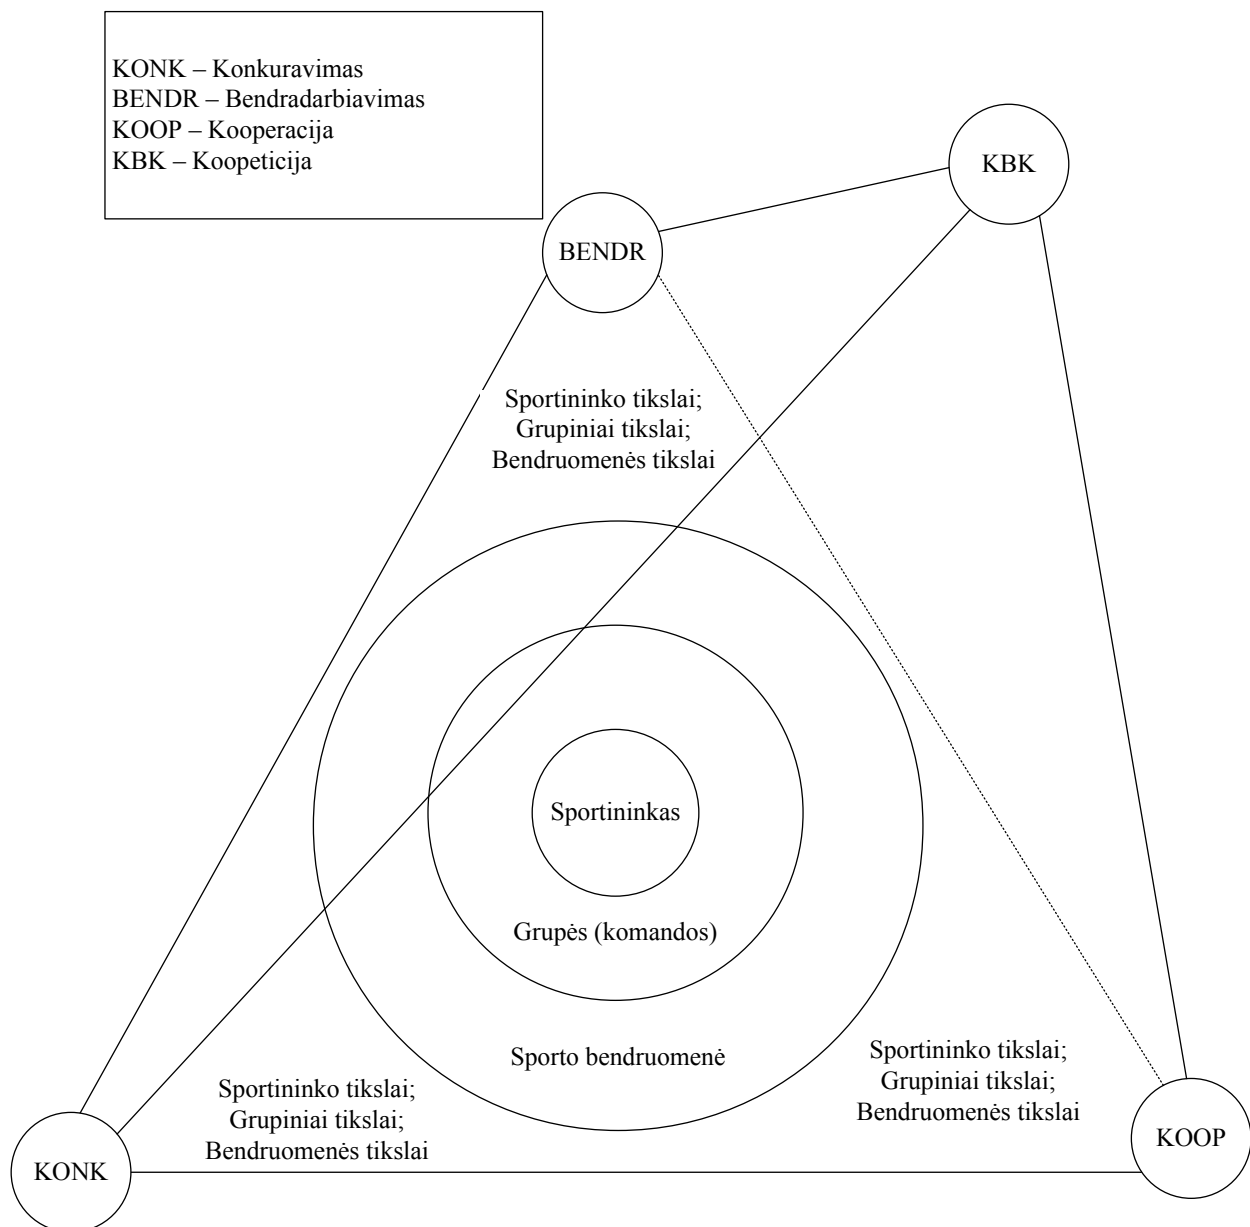 KONK – Konkuravimas
BENDR – Bendradarbiavimas
KOOP – Kooperacija
KBK – Koopeticija
KBK
BENDR
Sportininko tikslai;
Grupiniai tikslai;
Bendruomenės tikslai
Sportininkas
Grupės (komandos)
Sporto bendruomenė
Sportininko tikslai;
Grupiniai tikslai;
Bendruomenės tikslai
Sportininko tikslai;
Grupiniai tikslai;
Bendruomenės tikslai
KONK
KOOP